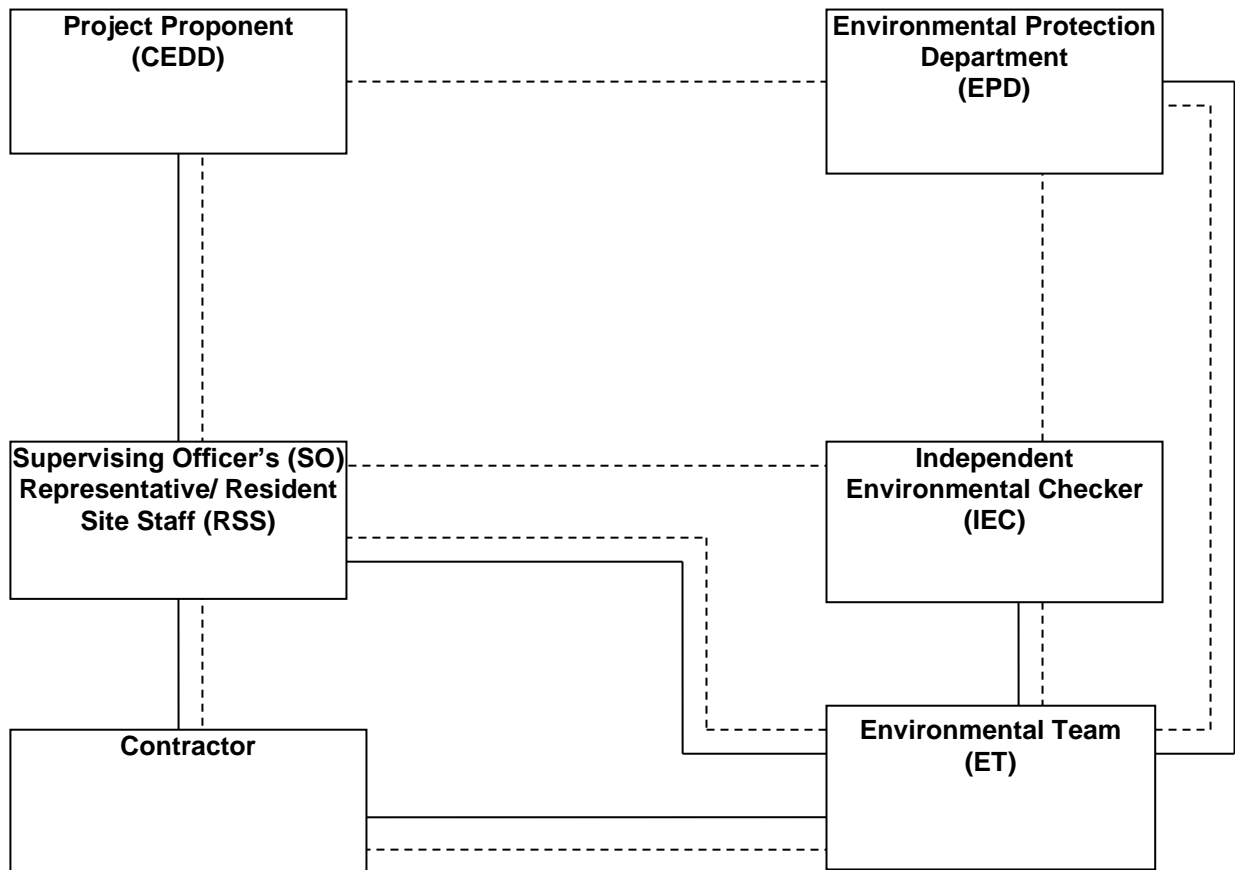 Project Proponent
(CEDD)
Environmental Protection
Department
(EPD)
Supervising Officer's (SO)
Representative/ Resident
Site Staff (RSS)
Independent
Environmental Checker
(IEC)
Contractor
Environmental Team
(ET)